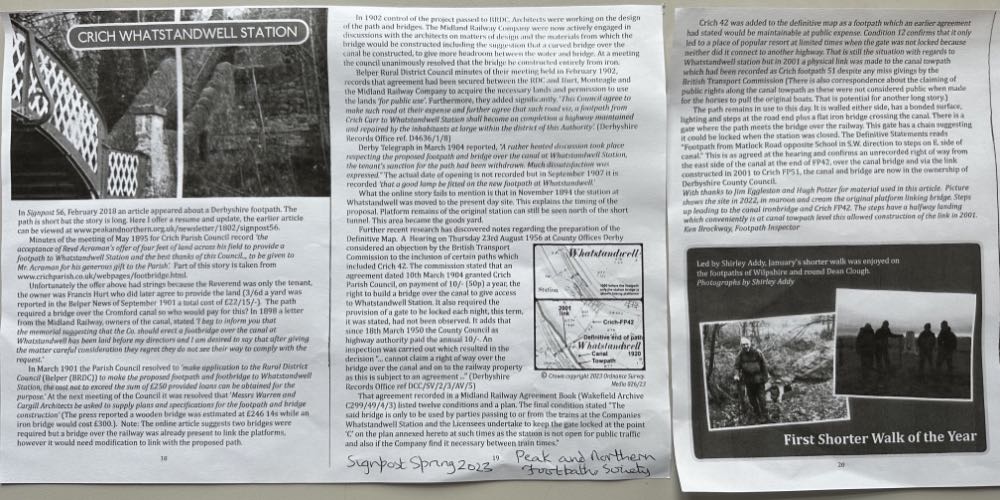 CRICH WHATSTANDWELL STATION
In Signpost 56, February 2018 an article appeared about a Derbyshire footpath. The
path is short but the story is long. Here I offer a resume and update, the earlier article
can be viewed at www.peakandnorthern.org.uk/newsletter/1802/signpost56.
Minutes of the meeting of May 1895 for Crich Parish Council record 'the
acceptance of Revd Acraman's offer of four feet of land across his field to provide a
footpath to Whatstandwell Station and the best thanks of this Council,., to be given to
Mr. Acraman for his generous gift to the Parish.' Part of this story is taken from
www.crichparish.co.uk/webpages/footbridge.html.
Unfortunately the offer above had strings because the Reverend was only the tenant,
the owner was Francis Hurt who did later agree to provide the land (3/6d a yard was
reported in the Belper News of September 1901 a total cost of £22/15/-). The path
required a bridge over the Cromford canal so who would pay for this? In 1898 a letter
from the Midland Railway, owners of the canal, stated 'I beg to inform you that
the memorial suggesting that the Co. should erect a footbridge over the canal at
Whatstandwell has been laid before my directors and I am desired to say that after giving
the matter careful consideration they regret they do not see their way to comply with the
request.'
In March 1901 the Parish Council resolved to 'make application to the Rural District
Council (Belper (BRDC)) to make the proposed footpath and footbridge to Whatstandwell
Station, the cost not to exceed the sum of £250 provided loans can be obtained for the
purpose.' At the next meeting of the Council it was resolved that 'Messrs Warren and
Cargill Architects be asked to supply plans and specifications for the footpath and bridge
construction' (The press reported a wooden bridge was estimated at £246 14s while an
iron bridge would cost £300.). Note: The online article suggests two bridges were
required but a bridge over the railway was already present to link the platforms,
however it would need modification to link with the proposed path.
18
In 1902 control of the project passed to BRDC. Architects were working on the design
of the path and bridges. The Midland Railway Company were now actively engaged in
discussions with the architects on matters of design and the materials from which the
bridge would be constructed including the suggestion that a curved bridge over the
canal be constructed, to give more headroom between the water and bridge. At a meeting
the council unanimously resolved that the bridge be constructed entirely from iron.
Belper Rural District Council minutes of their meeting held in February 1902,
records that agreement had been secured between the RDC and Hurt, Monteagle and
the Midland Railway Company to acquire the necessary lands and permission to use
the lands 'for public use'. Furthermore, they added significantly, 'This Council agree to
make such road at their expense and further agree that such road viz, a footpath from
Crich Carr to Whatstandwell Station shall become on completion a highway maintained
and repaired by the inhabitants at large within the district of this Authority'. (Derbyshire
Records Office ref. D4636/1/8)
Derby Telegraph in March 1904 reported, 'A rather heated discussion took place
respecting the proposed footpath and bridge over the canal at Whatstandwell Station,
the tenant's sanction for the path had been withdrawn. Much dissatisfaction was
expressed." The actual date of opening is not recorded but in September 1907 it is
recorded 'that a good lamp be fitted on the new footpath at Whatstandwell.'
What the online story fails to mention is that in November 1894 the station at
Whatstandwell was moved to the present day site. This explains the timing of the
proposal. Platform remains of the original station can still be seen north of the short
tunnel. This area became the goods yard.
Further recent research has discovered notes regarding the preparation of the
Definitive Map. A Hearing on Thursday 23rd August 1956 at County Offices Derby
considered an objection by the British Transport
Commission to the inclusion of certain paths which
included Crich 42. The commission stated that an
agreement dated 10th March 1904 granted Crich
Parish Council, on payment of 10/- (50p) a year, the
right to build a bridge over the canal to give access
to Whatstandwell Station. It also required the
provision of a gate to be locked each night, this term,
it was stated, had not been observed. It adds that
since 18th March 1950 the County Council as
highway authority paid the annual 10/-. An
inspection was carried out which resulted in the
decision "... cannot claim a right of way over the
bridge over the canal and on to the railway property
as this is subject to an agreement ..." (Derbyshire
Records Office ref DCC/SV/2/3/AV/5)
Whatstandwell
Station
2001
link
Crich-FP42
Definitive end of path
Whatstandwell
Canal
1920
Towpath
© Crown copyright 2023 Ordnance Survey
Media 026/23
That agreement recorded in a Midland Railway Agreement Book (Wakefield Archive
C299/49/4/3) listed twelve conditions and a plan. The final condition stated "The
said bridge is only to be used by parties passing to or from the trains at the Companies
Whatstandwell Station and the Licensees undertake to keep the gate locked at the point
'C' on the plan annexed hereto at such times as the station is not open for public traffic
and also if the Company find it necessary between train times."
19
Signpost Spring 2023
Peak and Northern
Footpaths Society
Crich 42 was added to the definitive map as a footpath which an earlier agreement
had stated would be maintainable at public expense. Condition 12 confirms that it only
led to a place of popular resort at limited times when the gate was not locked because
neither did it connect to another highway. That is still the situation with regards to
Whatstandwell station but in 2001 a physical link was made to the canal towpath
which had been recorded as Crich footpath 51 despite any miss givings by the
British Transport Commission (There is also correspondence about the claiming of
public rights along the canal towpath as these were not considered public when made
for the horses to pull the original boats. That is potential for another long story.)
The path remains in use to this day. It is walled either side, has a bonded surface,
lighting and steps at the road end plus a flat iron bridge crossing the canal. There is a
gate where the path meets the bridge over the railway. This gate has a chain suggesting
it could be locked when the station was closed. The Definitive Statements reads
"Footpath from Matlock Road opposite School in S.W. direction to steps on E. side of
canal." This is as agreed at the hearing and confirms an unrecorded right of way from
the east side of the canal at the end of FP42, over the canal bridge and via the link
constructed in 2001 to Crich FP51, the canal and bridge are now in the ownership of
Derbyshire County Council.
With thanks to Jim Eggleston and Hugh Potter for material used in this article. Picture
shows the site in 2022, in maroon and cream the original platform linking bridge. Steps
up leading to the canal ironbridge and Crich FP42. The steps have a halfway landing
which conveniently is at canal towpath level this allowed construction of the link in 2001.
Ken Brockway, Footpath Inspector
Led by Shirley Addy, January's shorter walk was enjoyed on
the footpaths of Wilpshire and round Dean Clough.
Photographs by Shirley Addy
First Shorter Walk of the Year
20